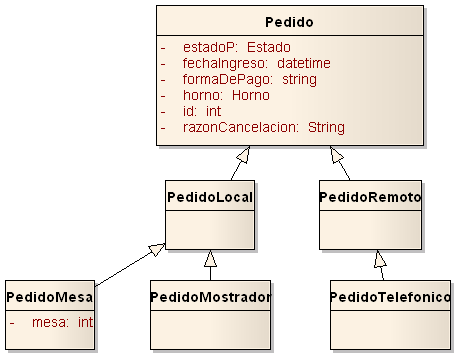 Pedido
- estadoP: Estado
- fechaIngreso: datetime
- formaDePago: string
- horno: Horno
- id: int
- razonCancelacion: String
PedidoLocal
PedidoRemoto
PedidoMesa
- mesa: int
PedidoMostrador
PedidoTelefonico